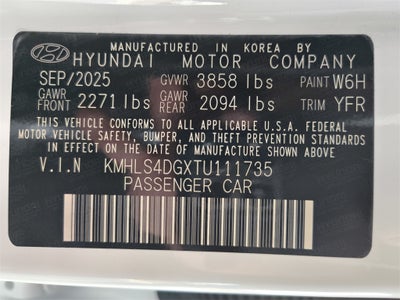 MANUFACTURED IN KOREA BY
HYUNDAI MOTOR COMPANY
SEP/2025 GVWR 3858 lbs PAINT W6H
GAWR FRONT 2271 lbs GAWR REAR 2094 lbs TRIM YFR
THIS VEHICLE CONFORMS TO ALL APPLICABLE U.S.A. FEDERAL
MOTOR VEHICLE SAFETY, BUMPER, AND THEFT PREVENTION STANDARDS
IN EFFECT ON THE DATE OF MANUFACTURE SHOWN ABOVE.
V.I.N KMHLS4DGXTU111735
PASSENGER CAR